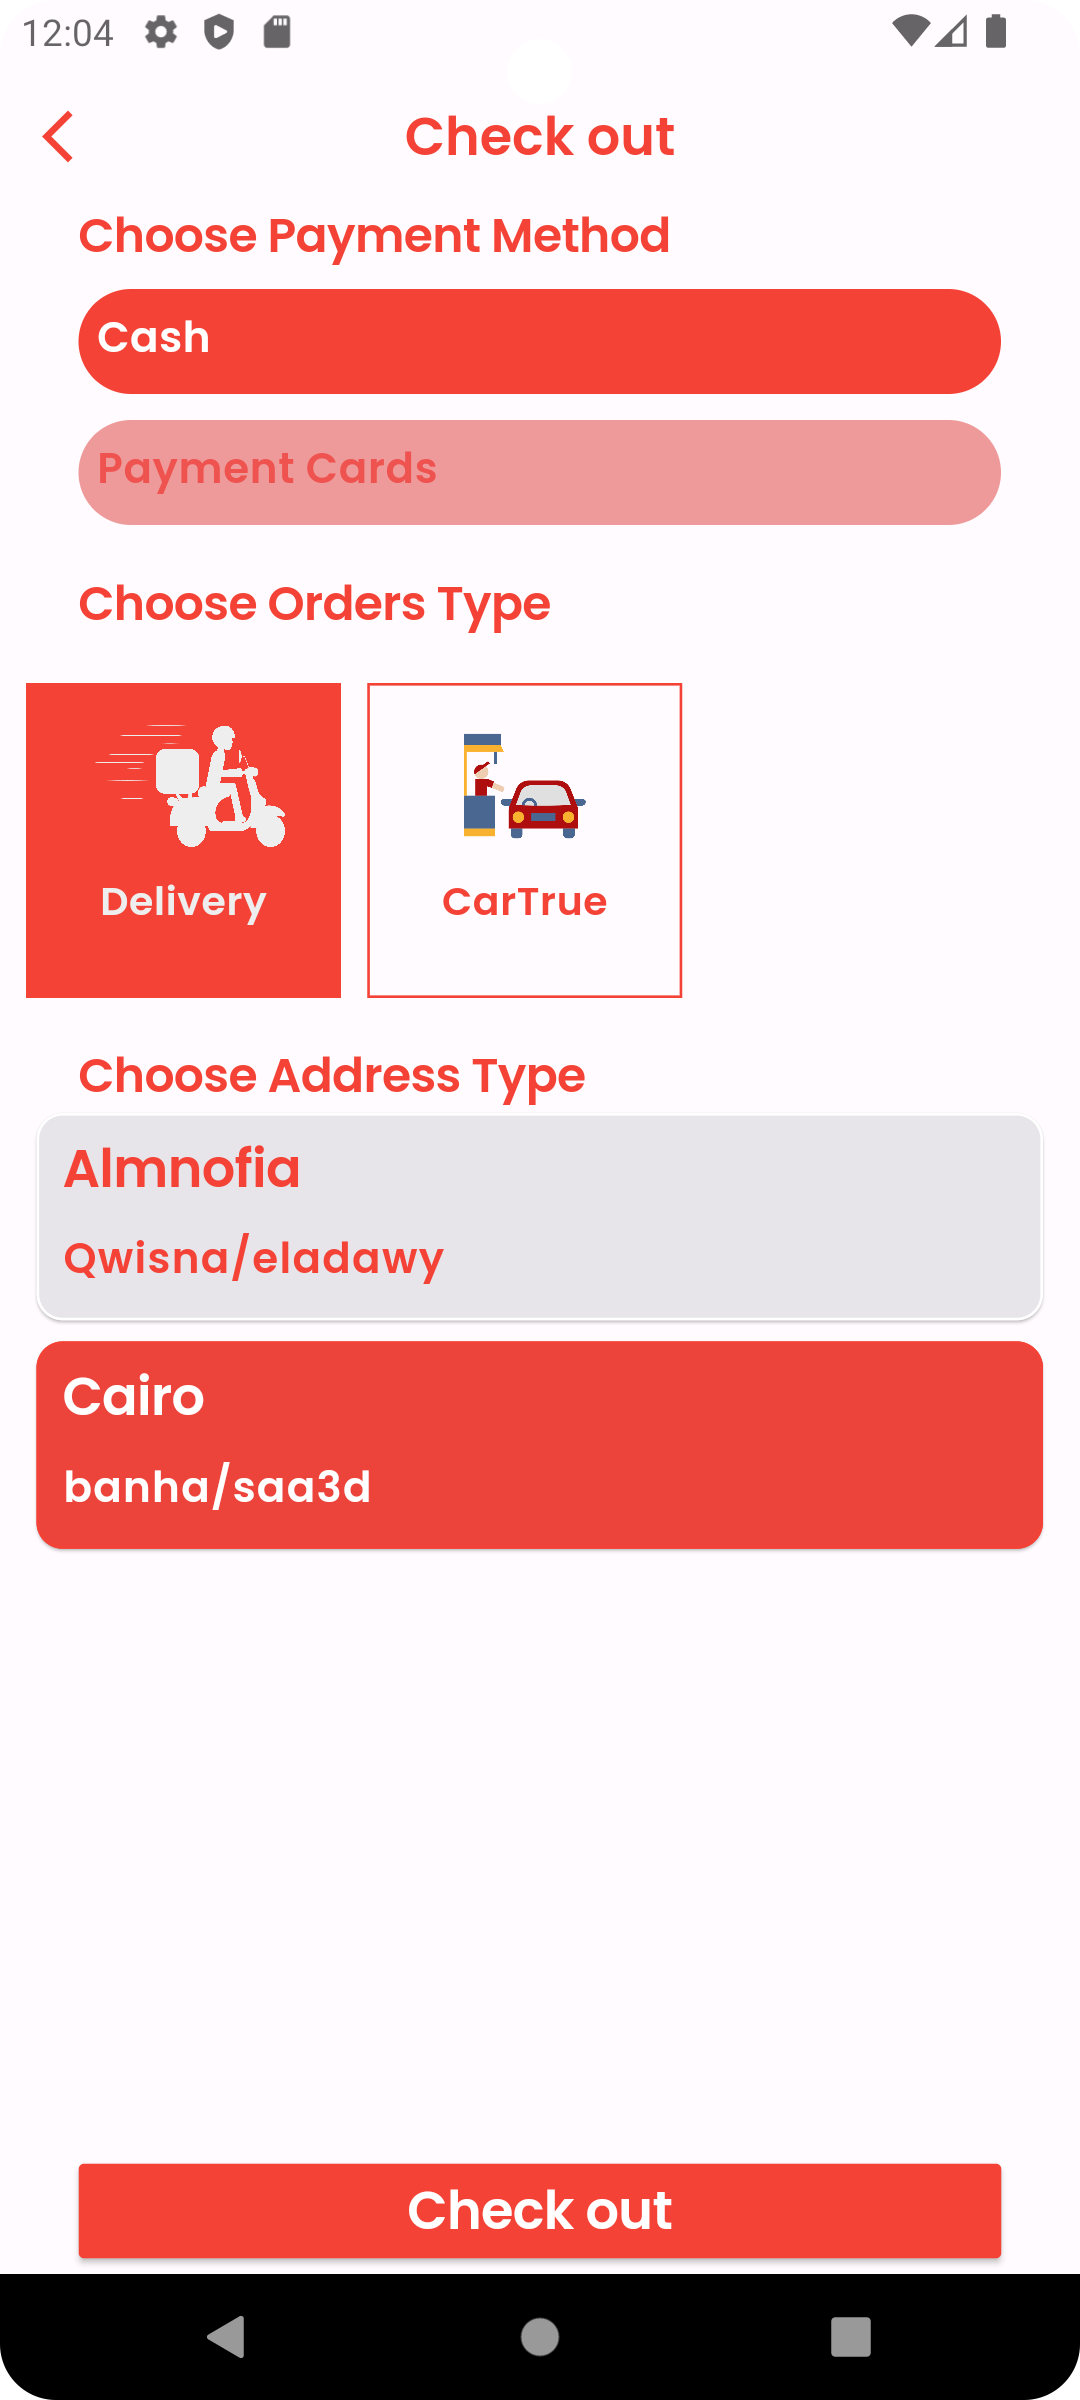 12:04
Check out
Choose Payment Method
Cash
Payment Cards
Choose Orders Type
Delivery
CarTrue
Choose Address Type
Almnofia
Qwisna/eladawy
Cairo
banha/saa3d
Check out